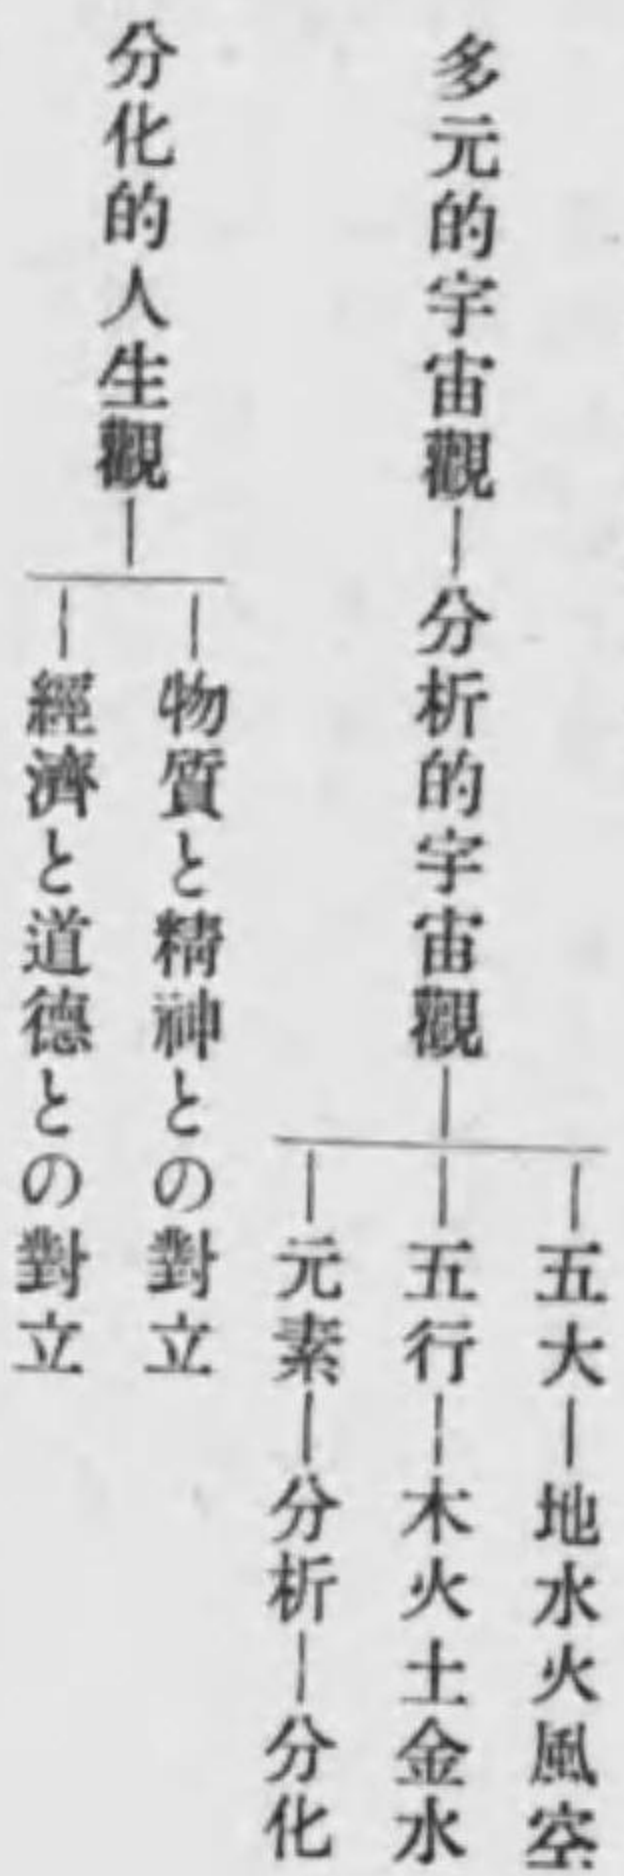 多元的宇宙觀―分析的宇宙觀―
―五大―地水火風空
―五行―木火土金水
―元素―分析―分化
分化的人生觀―
―物質と精神との對立
―經濟と道德との對立